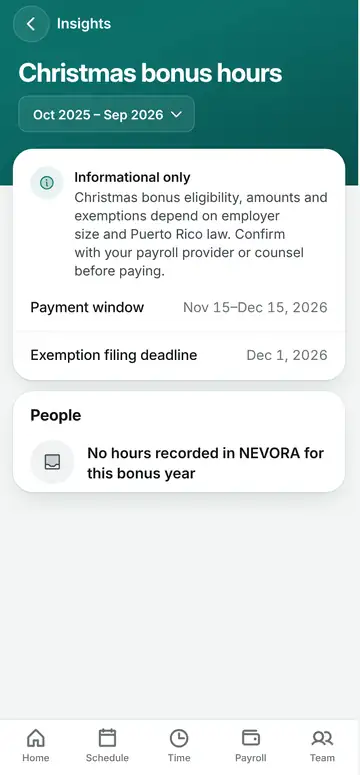 Insights
Christmas bonus hours
Oct 2025 – Sep 2026
Informational only
Christmas bonus eligibility, amounts and
exemptions depend on employer
size and Puerto Rico law. Confirm
with your payroll provider or counsel
before paying.
Payment window Nov 15–Dec 15, 2026
Exemption filing deadline Dec 1, 2026
People
No hours recorded in NEVORA for
this bonus year
Home Schedule Time Payroll Team